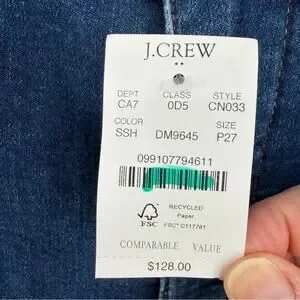 J.CREW
DEPT CLASS STYLE
CA7 0D5 CN033
COLOR SIZE
SSH DM9645 P27
099107794611
RECYCLED
Paper
FSC
FSC® C117781
COMPARABLE VALUE
$128.00